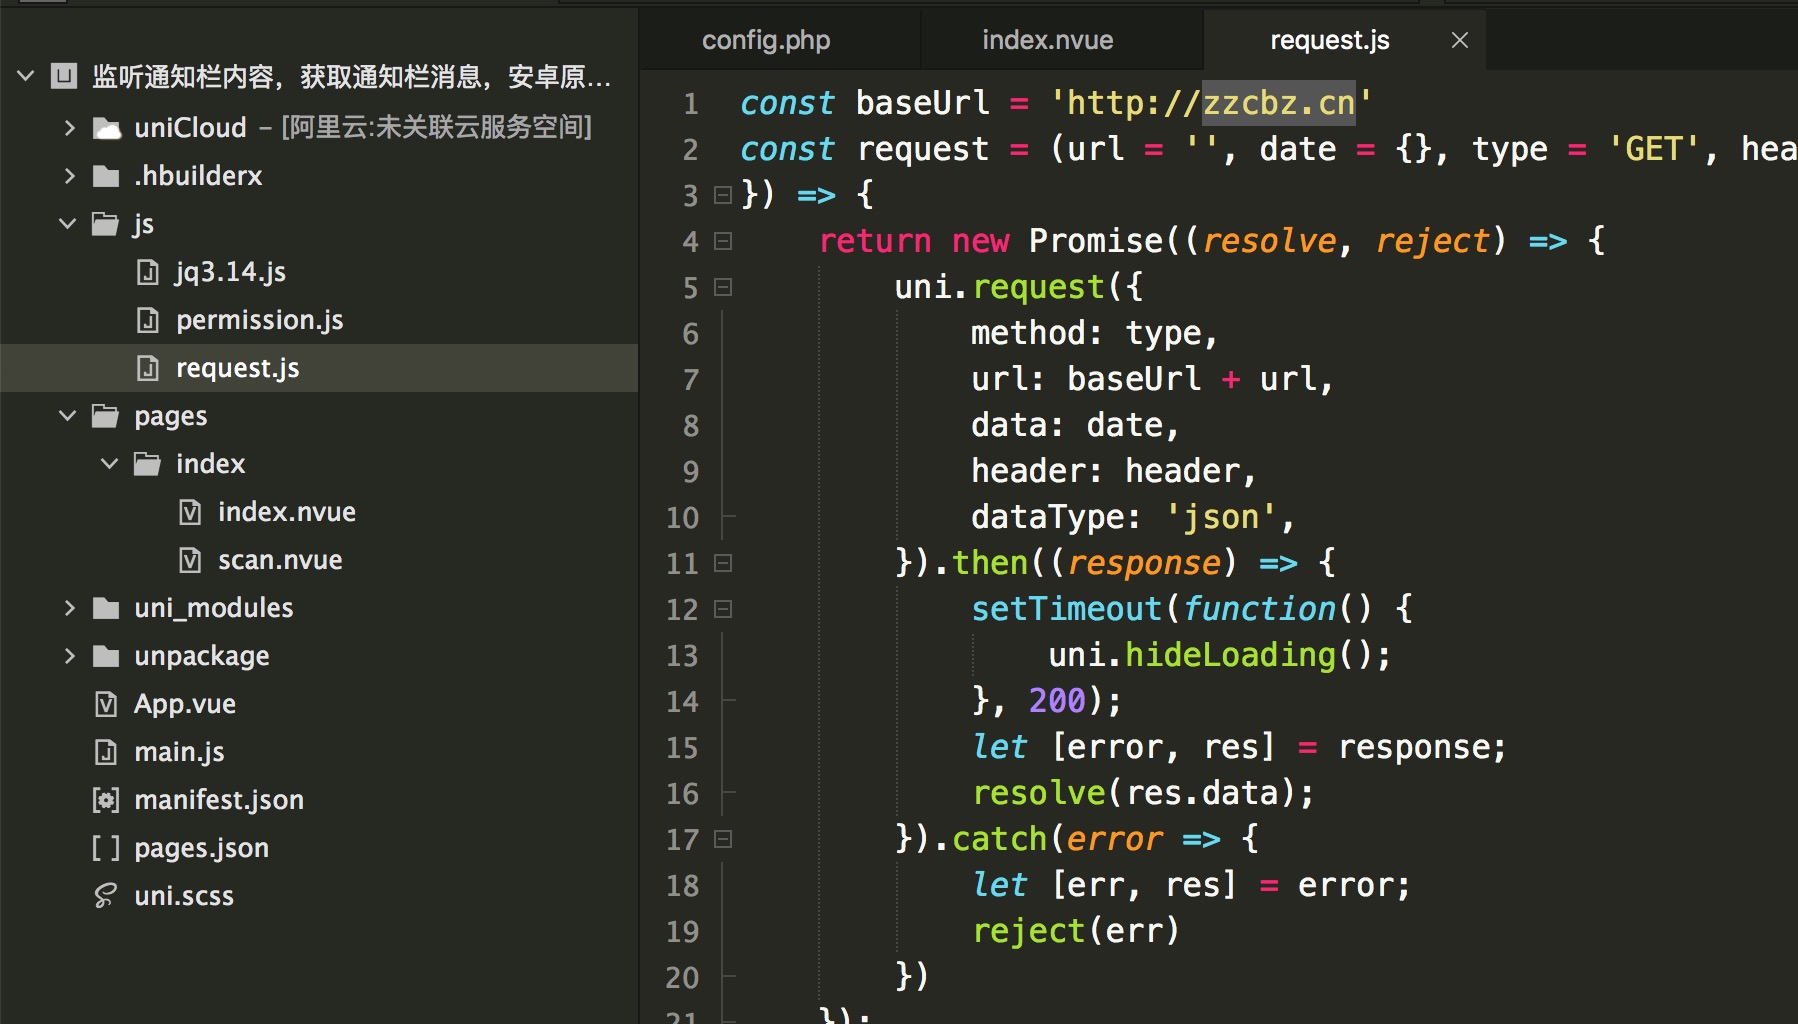 监听通知栏内容，获取通知栏消息，安卓原...
uniCloud - [阿里云:未关联云服务空间]
.hbuilderx
js
jq3.14.js
permission.js
request.js
pages
index
index.nvue
scan.nvue
uni_modules
unpackage
App.vue
main.js
manifest.json
pages.json
uni.scss
config.php
index.nvue
request.js
1 const baseUrl = 'http://zzcbz.cn'
2 const request = (url = '', date = {}, type = 'GET', hea
3 }) => {
4 return new Promise((resolve, reject) => {
5 uni.request({
6 method: type,
7 url: baseUrl + url,
8 data: date,
9 header: header,
10 dataType: 'json',
11 }).then((response) => {
12 setTimeout(function() {
13 uni.hideLoading();
14 }, 200);
15 let [error, res] = response;
16 resolve(res.data);
17 }).catch(error => {
18 let [err, res] = error;
19 reject(err)
20 })
21 });